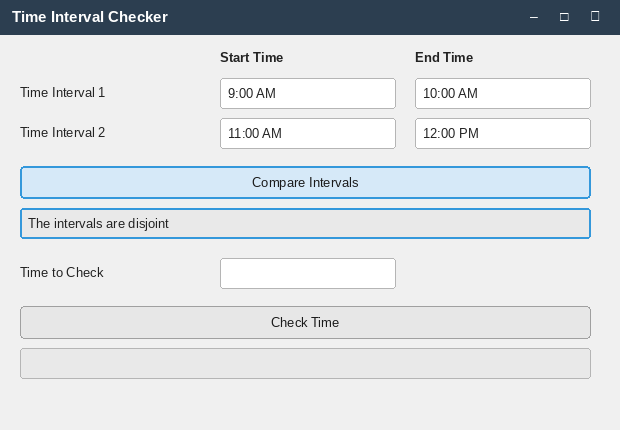 Time Interval Checker
Start Time End Time
Time Interval 1 9:00 AM 10:00 AM
Time Interval 2 11:00 AM 12:00 PM
Compare Intervals
The intervals are disjoint
Time to Check
Check Time